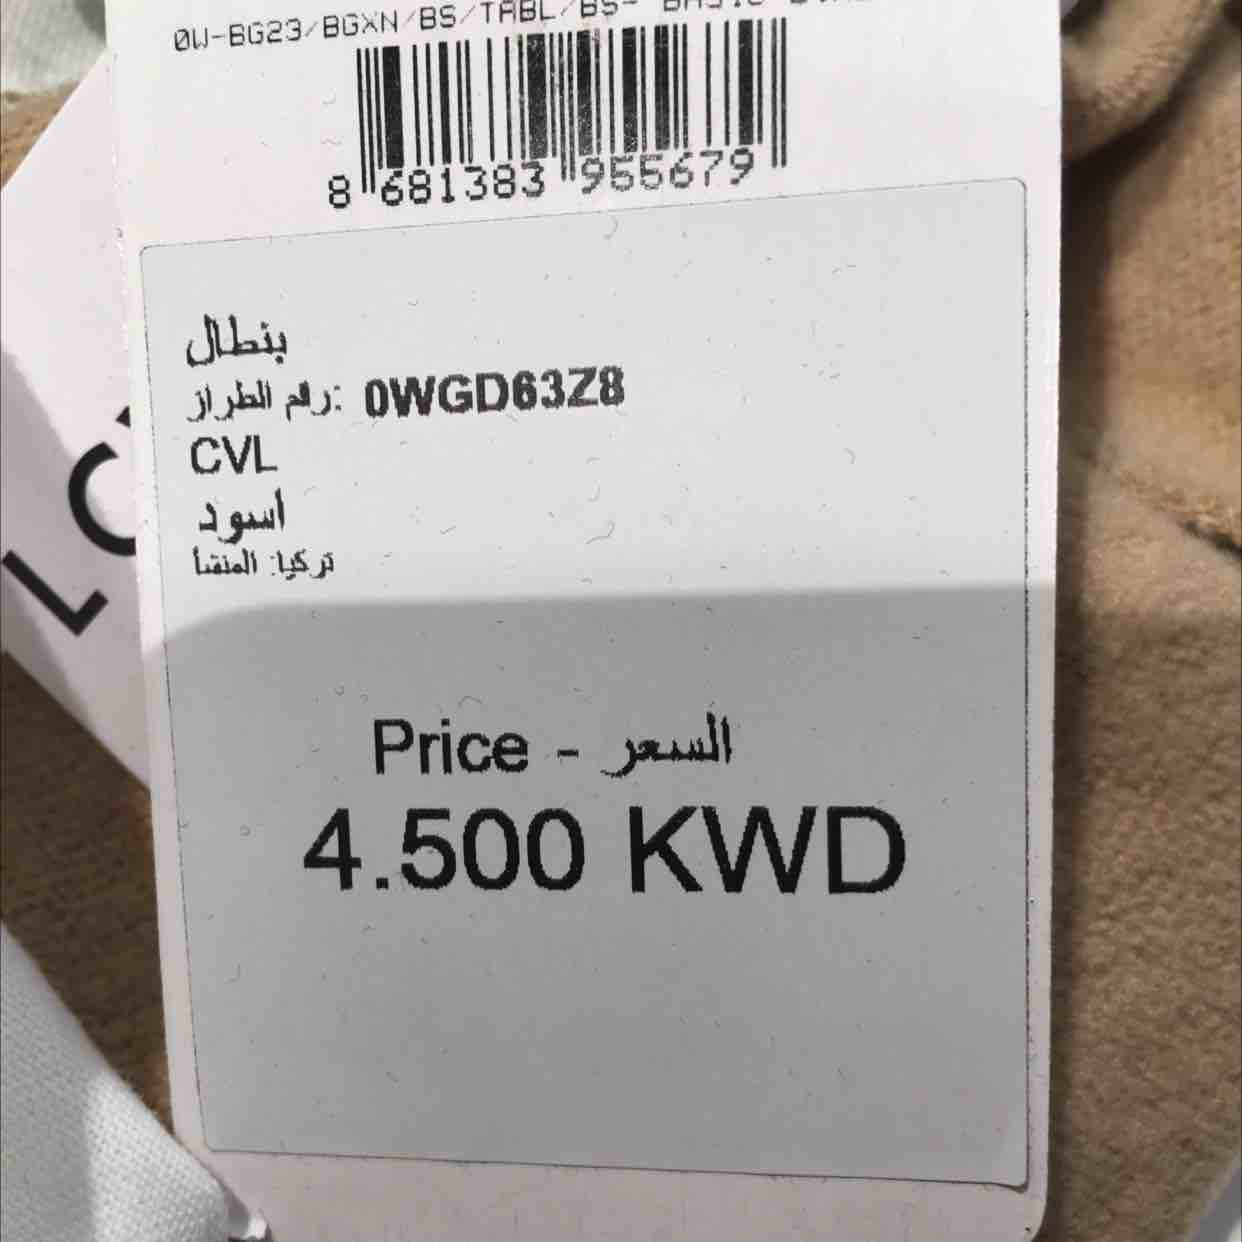 0W-BG23/BGXN/BS/TABL/BS-
8 681383 955679
بنطال
رقم الطراز: 0WGD63Z8
CVL
اسود
تركيا: المنشأ
LC
Price - السعر
4.500 KWD